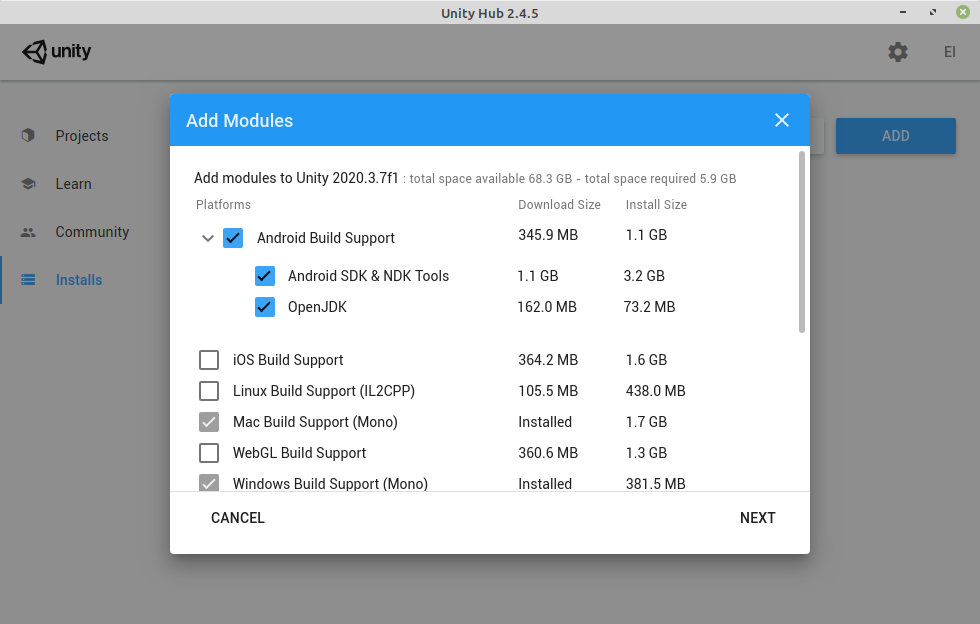 Unity Hub 2.4.5
unity
EI
Projects
Learn
Community
Installs
ADD
Add Modules
Add modules to Unity 2020.3.7f1 : total space available 68.3 GB - total space required 5.9 GB
Platforms Download Size Install Size
Android Build Support 345.9 MB 1.1 GB
Android SDK & NDK Tools 1.1 GB 3.2 GB
OpenJDK 162.0 MB 73.2 MB
iOS Build Support 364.2 MB 1.6 GB
Linux Build Support (IL2CPP) 105.5 MB 438.0 MB
Mac Build Support (Mono) Installed 1.7 GB
WebGL Build Support 360.6 MB 1.3 GB
Windows Build Support (Mono) Installed 381.5 MB
CANCEL NEXT